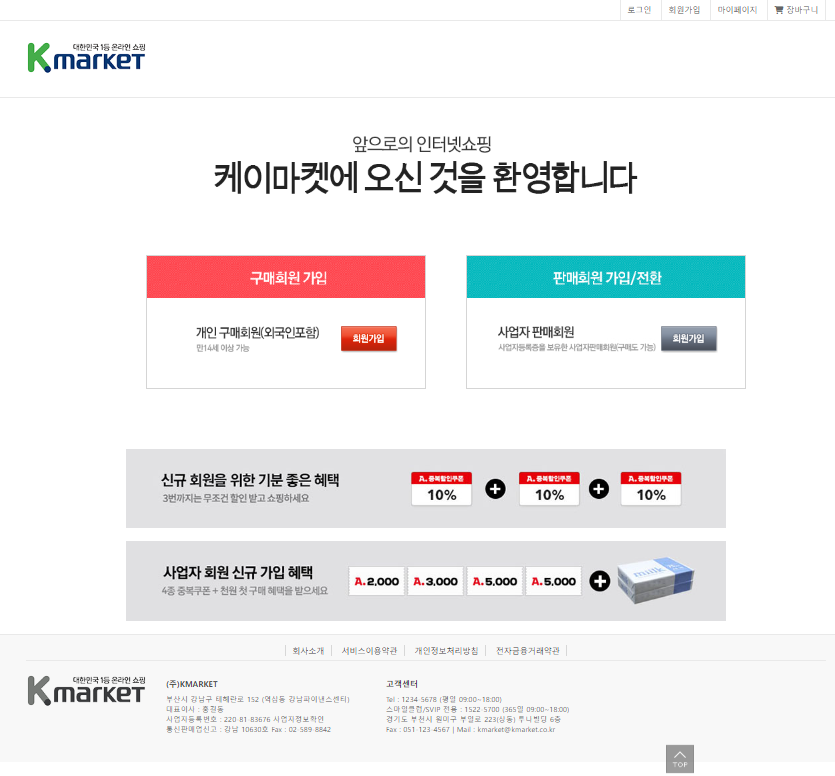 로그인 회원가입 마이페이지 장바구니
대한민국 1등 온라인 쇼핑
K.market
앞으로의 인터넷쇼핑
케이마켓에 오신 것을 환영합니다
구매회원 가입
판매회원 가입/전환
개인 구매회원(외국인포함)
만14세 이상 가능
회원가입
사업자 판매회원
사업자등록증을 보유한 사업자판매회원(구매도 가능)
회원가입
신규 회원을 위한 기분 좋은 혜택
3번까지는 무조건 할인 받고 쇼핑하세요
A. 중복할인쿠폰
10%
A. 중복할인쿠폰
10%
A. 중복할인쿠폰
10%
사업자 회원 신규 가입 혜택
4종 중복쿠폰 + 천원 첫 구매 혜택을 받으세요
A.2,000 A.3,000 A.5,000 A.5,000
milk
회사소개 서비스이용약관 개인정보처리방침 전자금융거래약관
대한민국 1등 온라인 쇼핑
K.market
(주)KMARKET
부산시 강남구 테헤란로 152 (역삼동 강남파이낸스센터)
대표이사 : 홍길동
사업자등록번호 : 220-81-83676 사업자정보확인
통신판매업신고 : 강남 10630호 Fax : 02-589-8842
고객센터
Tel : 1234-5678 (평일 09:00~18:00)
스마일클럽/SVIP 전용 : 1522-5700 (365일 09:00~18:00)
경기도 부천시 원미구 부일로 223(상동) 투나빌딩 6층
Fax : 051-123-4567 | Mail : kmarket@kmarket.co.kr
TOP